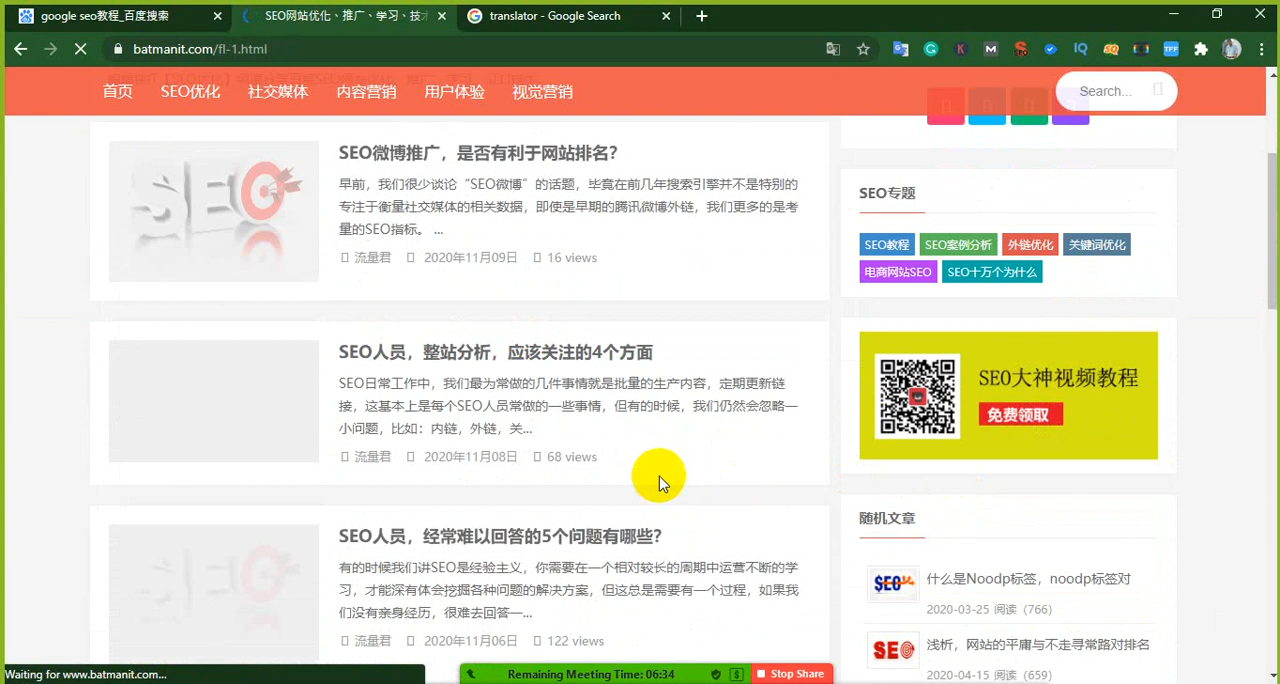 google seo教程_百度搜索
SEO网站优化、推广、学习、技
translator - Google Search
batmanit.com/fl-1.html
首页
SEO优化
社交媒体
内容营销
用户体验
视觉营销
Search...
SEO微博推广，是否有利于网站排名？
早前，我们很少谈论“SEO微博”的话题，毕竟在前几年搜索引擎并不是特别的
专注于衡量社交媒体的相关数据，即使是早期的腾讯微博外链，我们更多的是考
量的SEO指标。 ...
流量君 2020年11月09日 16 views
SEO人员，整站分析，应该关注的4个方面
SEO日常工作中，我们最为常做的几件事情就是批量的生产内容，定期更新链
接，这基本上是每个SEO人员常做的一些事情，但有的时候，我们仍然会忽略一
小问题，比如：内链，外链，关...
流量君 2020年11月08日 68 views
SEO人员，经常难以回答的5个问题有哪些？
有的时候我们讲SEO是经验主义，你需要在一个相对较长的周期中运营不断的学
习，才能深有体会挖掘各种问题的解决方案，但这总是需要有一个过程，如果我
们没有亲身经历，很难去回答一...
流量君 2020年11月06日 122 views
SEO专题
SEO教程 SEO案例分析 外链优化 关键词优化
电商网站SEO SEO十万个为什么
SEO大神视频教程
免费领取
随机文章
SEO
什么是Noodp标签，noodp标签对
2020-03-25 阅读（766）
SEO
浅析，网站的平庸与不走寻常路对排名
2020-04-15 阅读（659）
Waiting for www.batmanit.com...
Remaining Meeting Time: 06:34
Stop Share